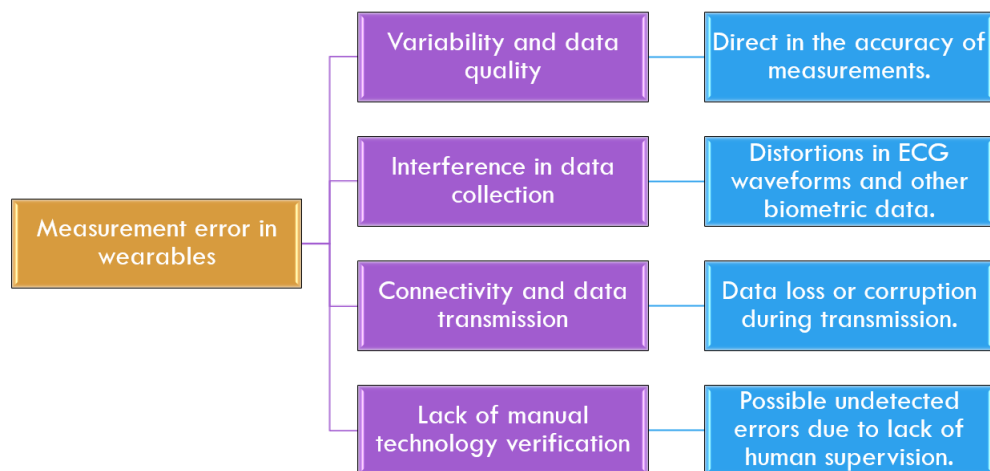 Variability and data
quality
Direct in the accuracy of
measurements.
Interference in data
collection
Distortions in ECG
waveforms and other
biometric data.
Measurement error in
wearables
Connectivity and data
transmission
Data loss or corruption
during transmission.
Lack of manual
technology verification
Possible undetected
errors due to lack of
human supervision.